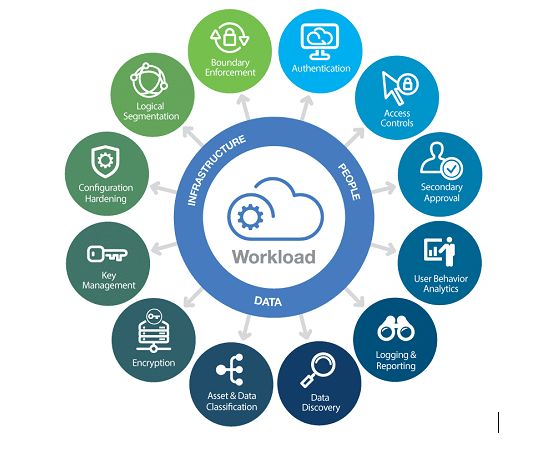 Boundary
Enforcement
Authentication
Access
Controls
Secondary
Approval
User Behavior
Analytics
Logging &
Reporting
Data
Discovery
Asset & Data
Classification
Encryption
Key
Management
Configuration
Hardening
Logical
Segmentation
INFRASTRUCTURE
PEOPLE
DATA
Workload